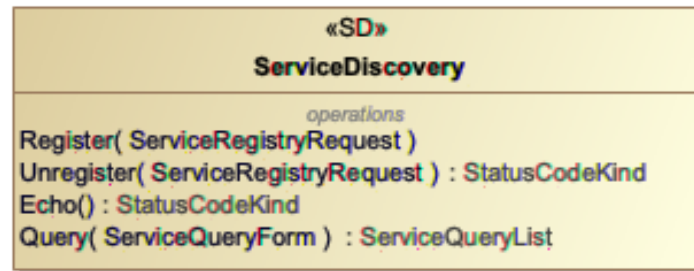 «SD»
ServiceDiscovery
operations
Register( ServiceRegistryRequest )
Unregister( ServiceRegistryRequest ) : StatusCodeKind
Echo() : StatusCodeKind
Query( ServiceQueryForm ) : ServiceQueryList